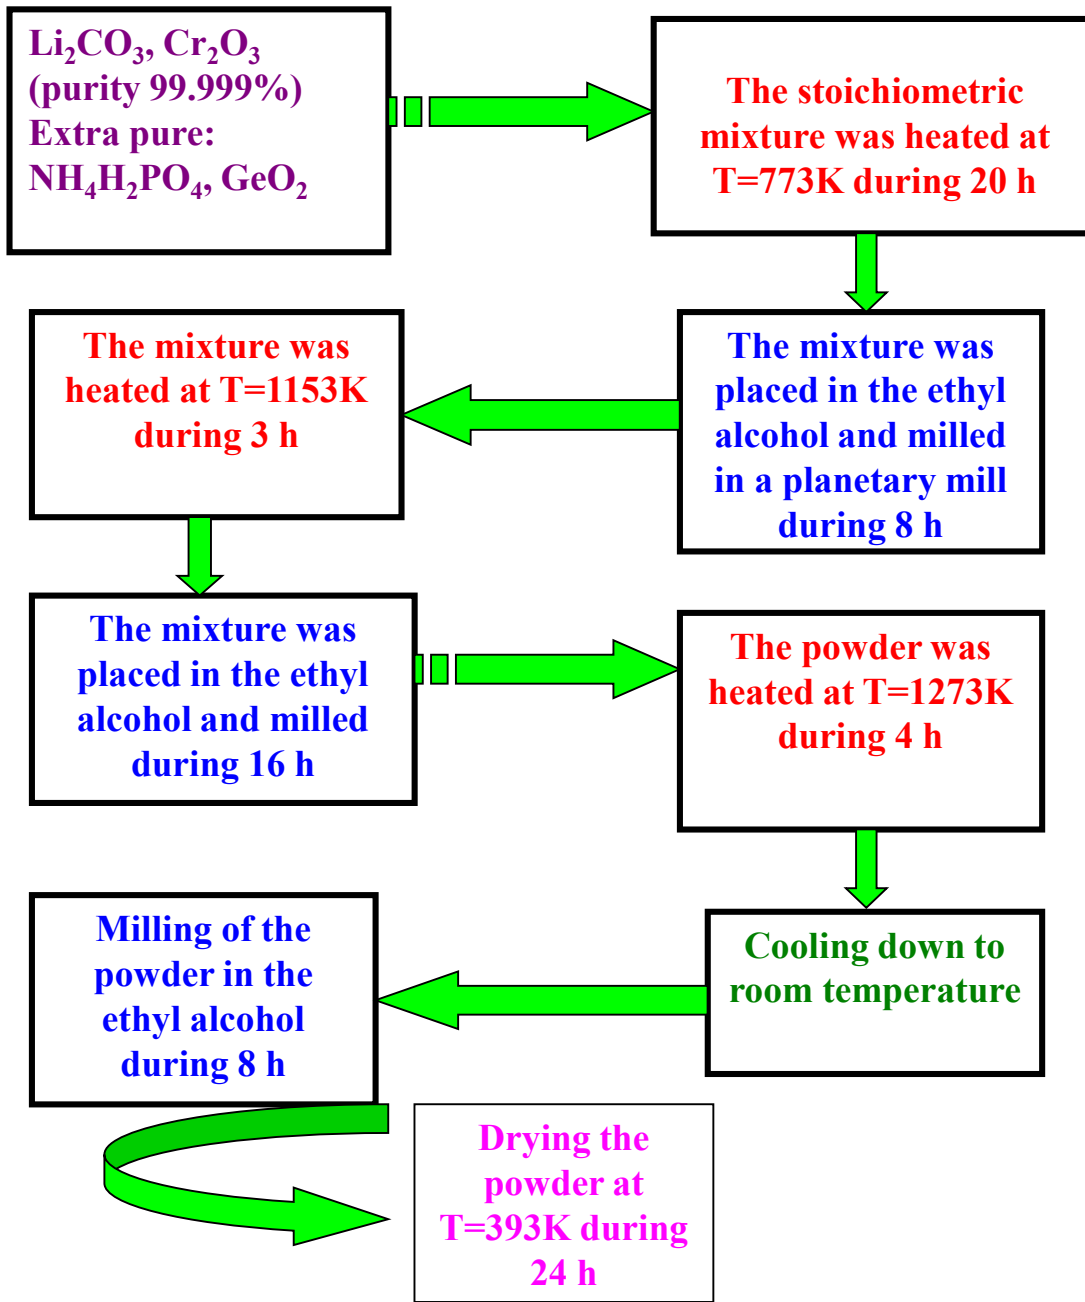 Li₂CO₃, Cr₂O₃
(purity 99.999%)
Extra pure:
NH₄H₂PO₄, GeO₂
The stoichiometric
mixture was heated at
T=773K during 20 h
The mixture was
placed in the ethyl
alcohol and milled
in a planetary mill
during 8 h
The mixture was
heated at T=1153K
during 3 h
The mixture was
placed in the ethyl
alcohol and milled
during 16 h
The powder was
heated at T=1273K
during 4 h
Cooling down to
room temperature
Milling of the
powder in the
ethyl alcohol
during 8 h
Drying the
powder at
T=393K during
24 h